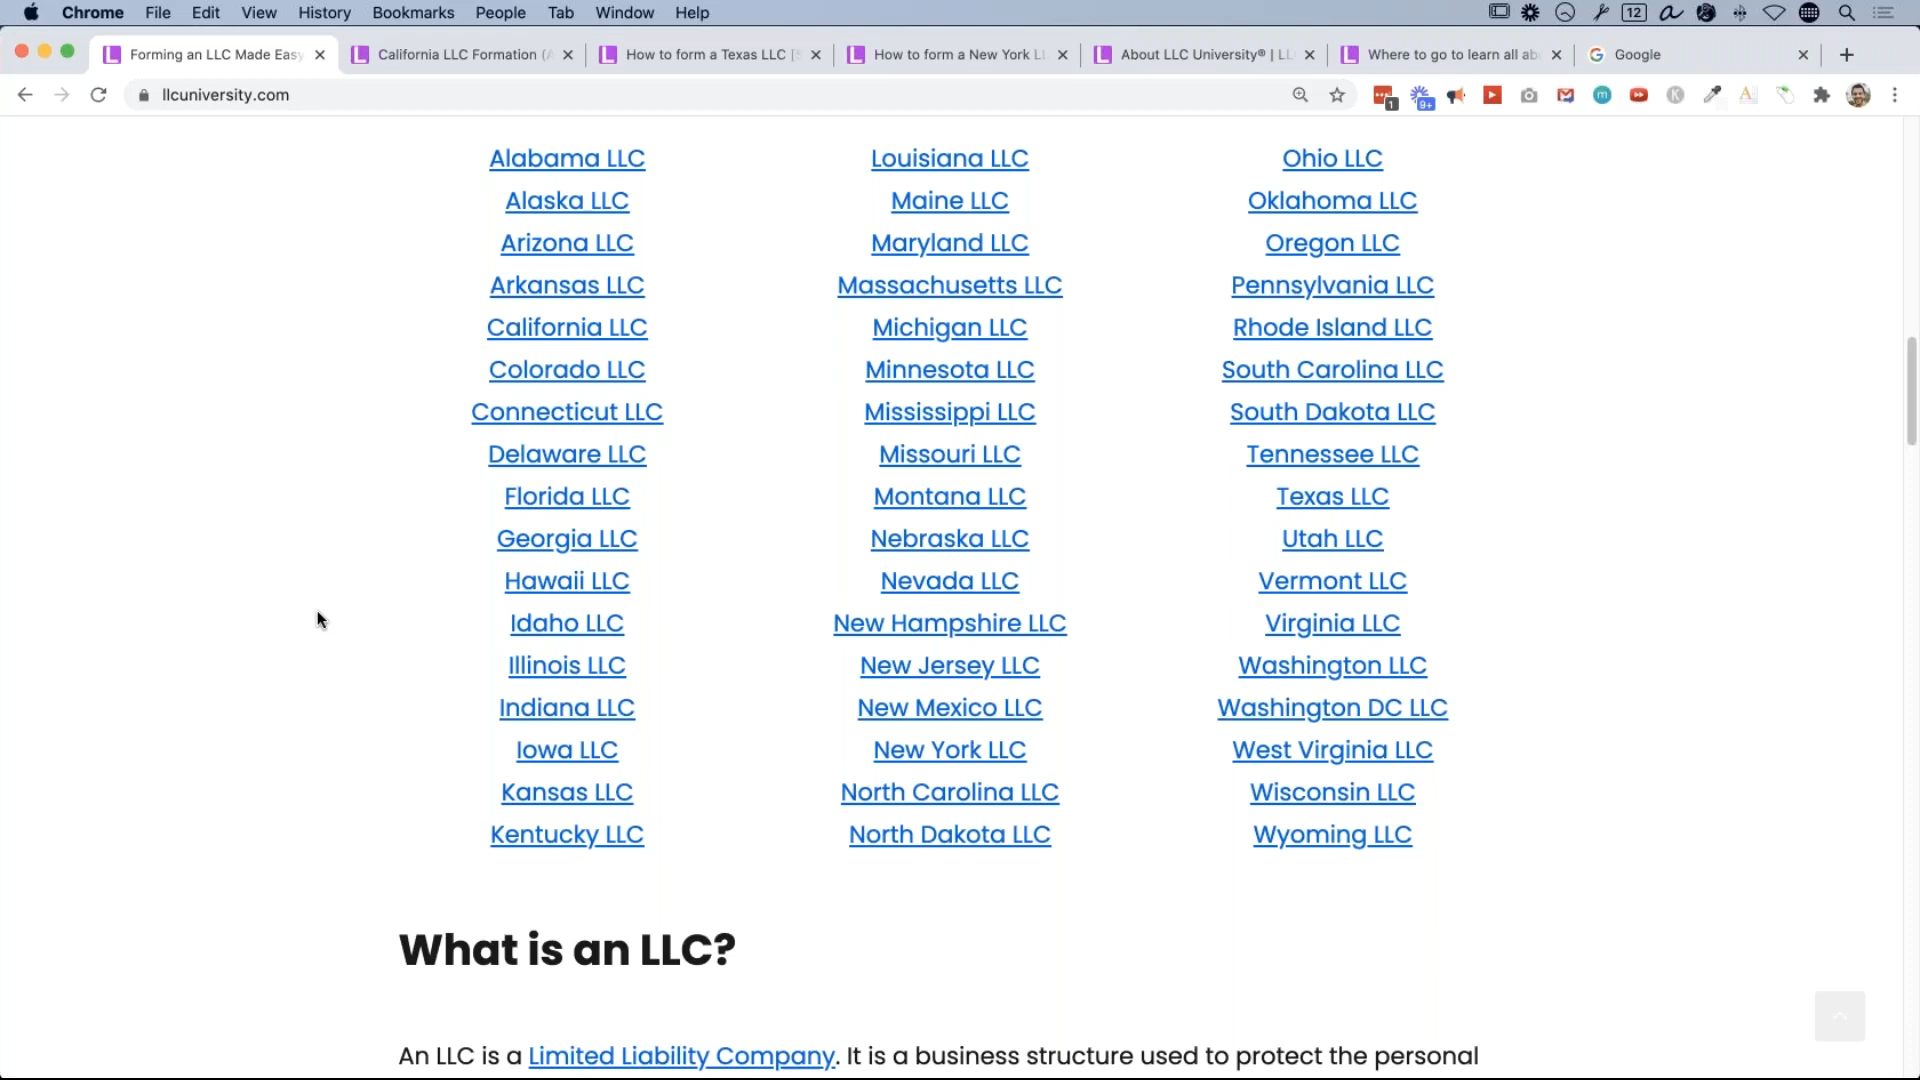 Chrome File Edit View History Bookmarks People Tab Window Help
12
Forming an LLC Made Easy
California LLC Formation (A
How to form a Texas LLC [S
How to form a New York LL
About LLC University® | LL
Where to go to learn all ab
Google
llcuniversity.com
1
9+
Alabama LLC
Alaska LLC
Arizona LLC
Arkansas LLC
California LLC
Colorado LLC
Connecticut LLC
Delaware LLC
Florida LLC
Georgia LLC
Hawaii LLC
Idaho LLC
Illinois LLC
Indiana LLC
Iowa LLC
Kansas LLC
Kentucky LLC
Louisiana LLC
Maine LLC
Maryland LLC
Massachusetts LLC
Michigan LLC
Minnesota LLC
Mississippi LLC
Missouri LLC
Montana LLC
Nebraska LLC
Nevada LLC
New Hampshire LLC
New Jersey LLC
New Mexico LLC
New York LLC
North Carolina LLC
North Dakota LLC
Ohio LLC
Oklahoma LLC
Oregon LLC
Pennsylvania LLC
Rhode Island LLC
South Carolina LLC
South Dakota LLC
Tennessee LLC
Texas LLC
Utah LLC
Vermont LLC
Virginia LLC
Washington LLC
Washington DC LLC
West Virginia LLC
Wisconsin LLC
Wyoming LLC
What is an LLC?
An LLC is a Limited Liability Company. It is a business structure used to protect the personal